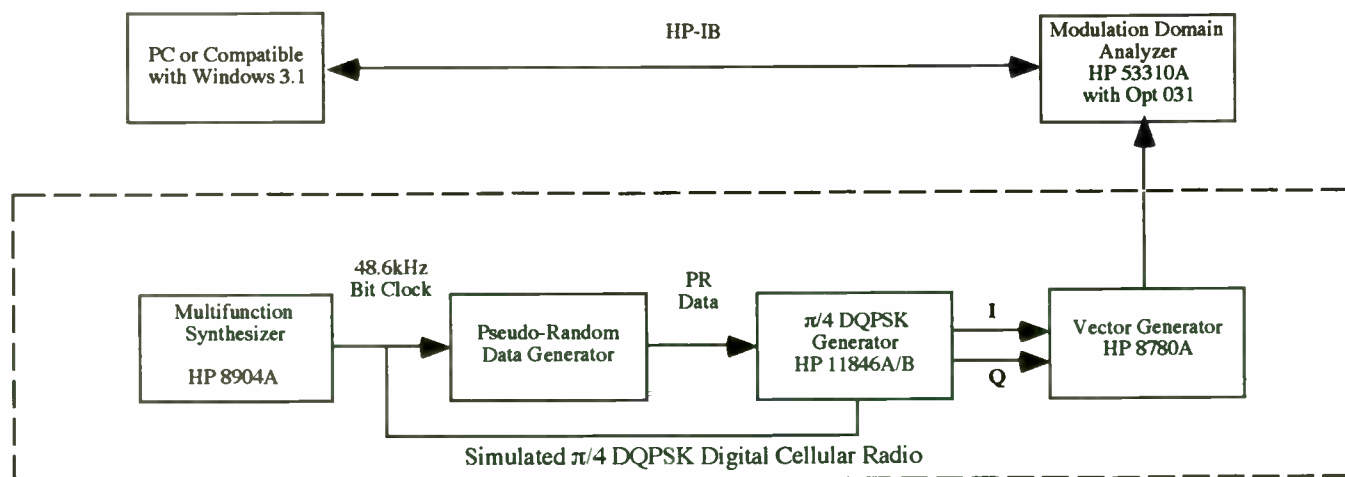 HP-IB
PC or Compatible
with Windows 3.1
Modulation Domain
Analyzer
HP 53310A
with Opt 031
48.6kHz
Bit Clock
PR
Data
Multifunction
Synthesizer
HP 8904A
Pseudo-Random
Data Generator
π/4 DQPSK
Generator
HP 11846A/B
I
Q
Vector Generator
HP 8780A
Simulated π/4 DQPSK Digital Cellular Radio